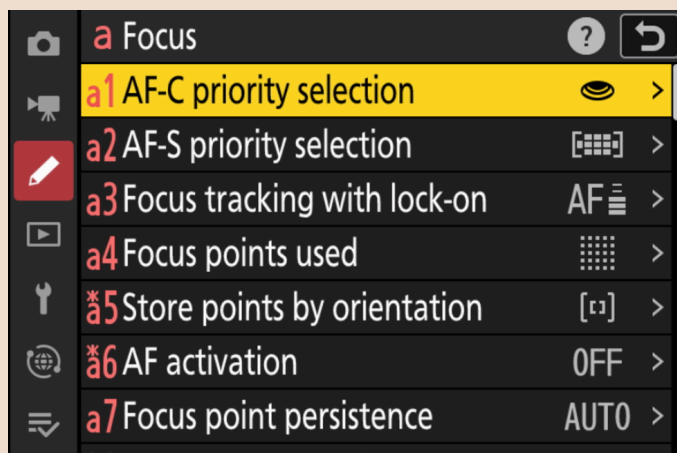 a Focus ?
a1 AF-C priority selection
a2 AF-S priority selection
a3 Focus tracking with lock-on AF
a4 Focus points used
*a5 Store points by orientation
*a6 AF activation OFF
a7 Focus point persistence AUTO